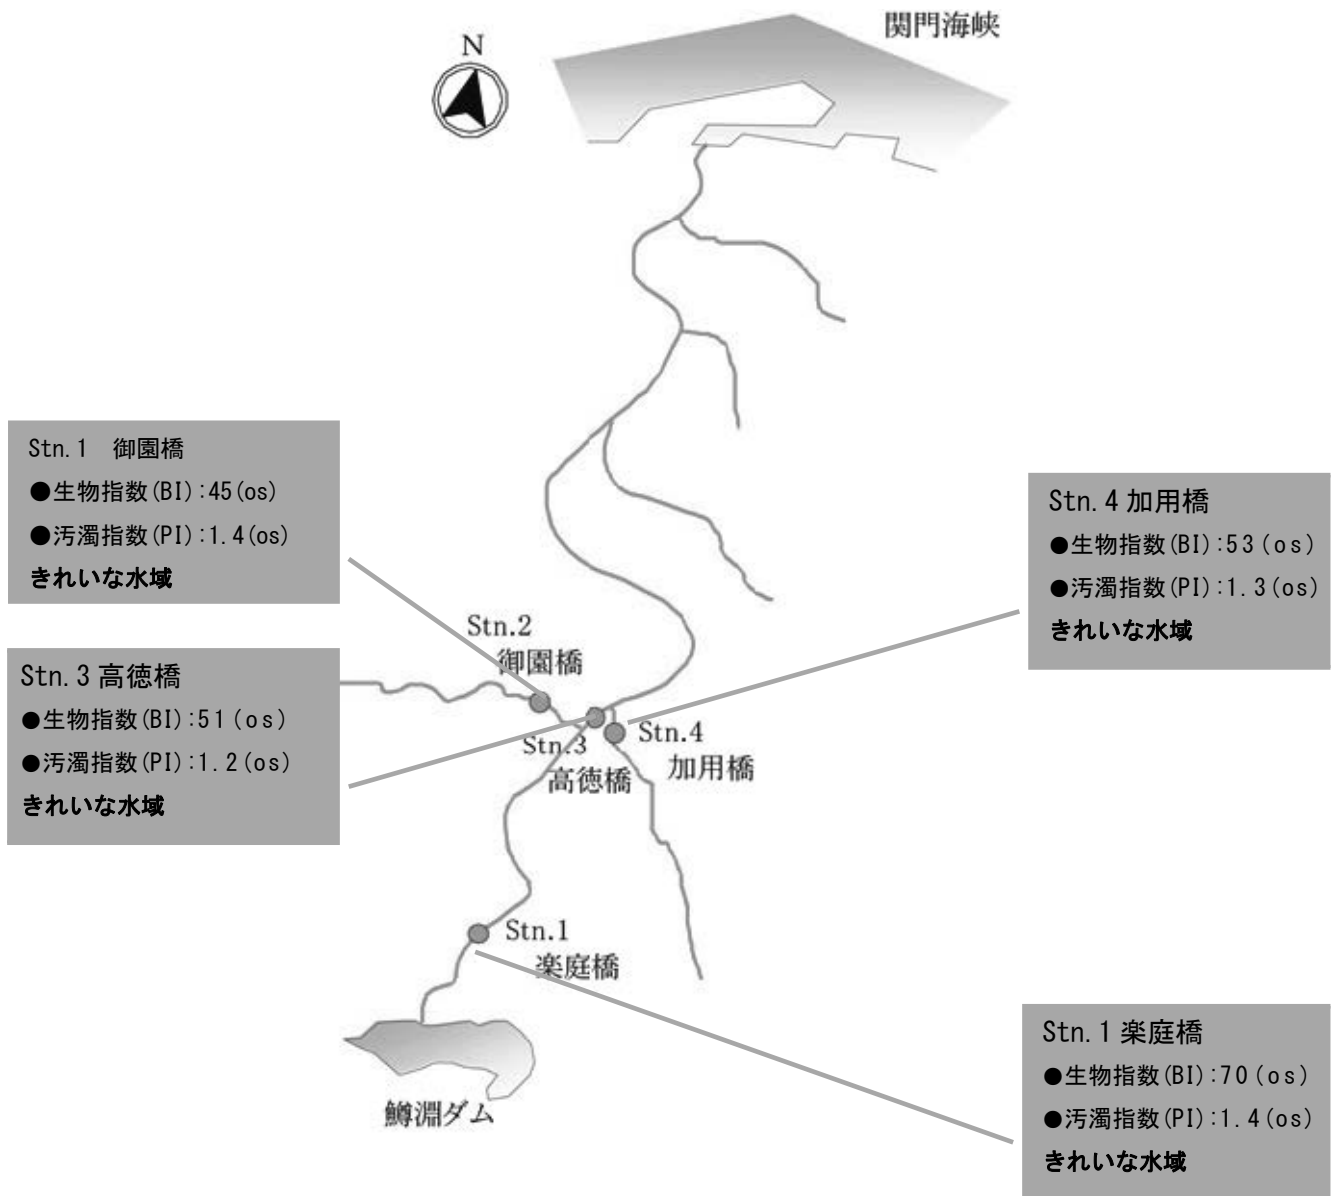 関門海峡
N
Stn.1 御園橋
●生物指数(BI):45(os)
●汚濁指数(PI):1.4(os)
きれいな水域
Stn.4 加用橋
●生物指数(BI):53(os)
●汚濁指数(PI):1.3(os)
きれいな水域
Stn.2
御園橋
Stn.3 高徳橋
●生物指数(BI):51(os)
●汚濁指数(PI):1.2(os)
きれいな水域
Stn.3
高徳橋
Stn.4
加用橋
Stn.1
楽庭橋
鱒淵ダム
Stn.1 楽庭橋
●生物指数(BI):70(os)
●汚濁指数(PI):1.4(os)
きれいな水域